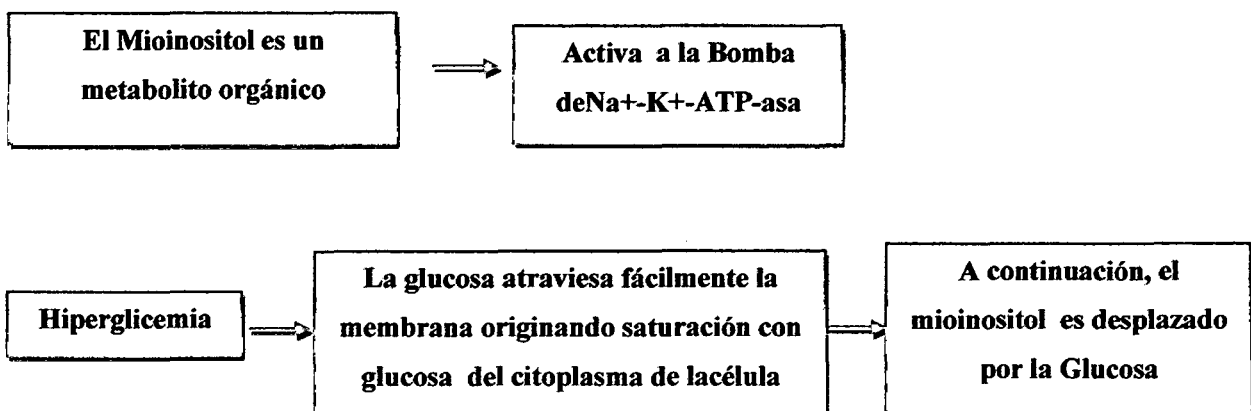 El Mioinositol es un
metabolito orgánico
Activa a la Bomba
deNa+-K+-ATP-asa
Hiperglicemia
La glucosa atraviesa fácilmente la
membrana originando saturación con
glucosa del citoplasma de lacélula
A continuación, el
mioinositol es desplazado
por la Glucosa